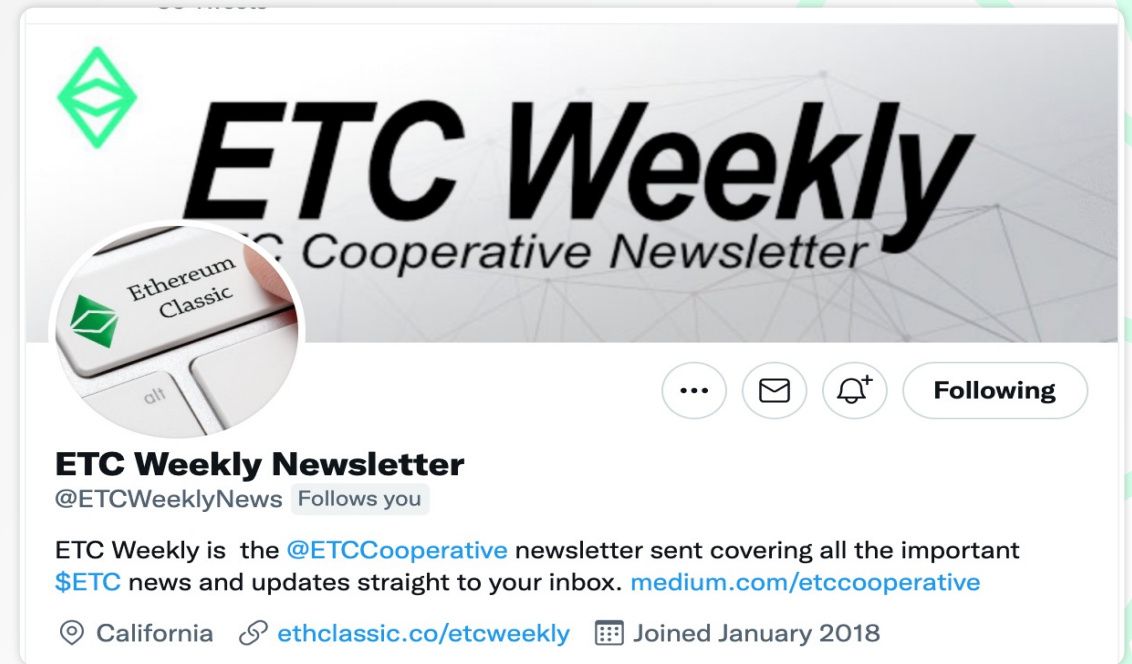 ETC Weekly
C Cooperative Newsletter
Ethereum
Classic
alt
Following
ETC Weekly Newsletter
@ETCWeeklyNews Follows you
ETC Weekly is the @ETCCooperative newsletter sent covering all the important
$ETC news and updates straight to your inbox. medium.com/etccooperative
California ethclassic.co/etcweekly Joined January 2018